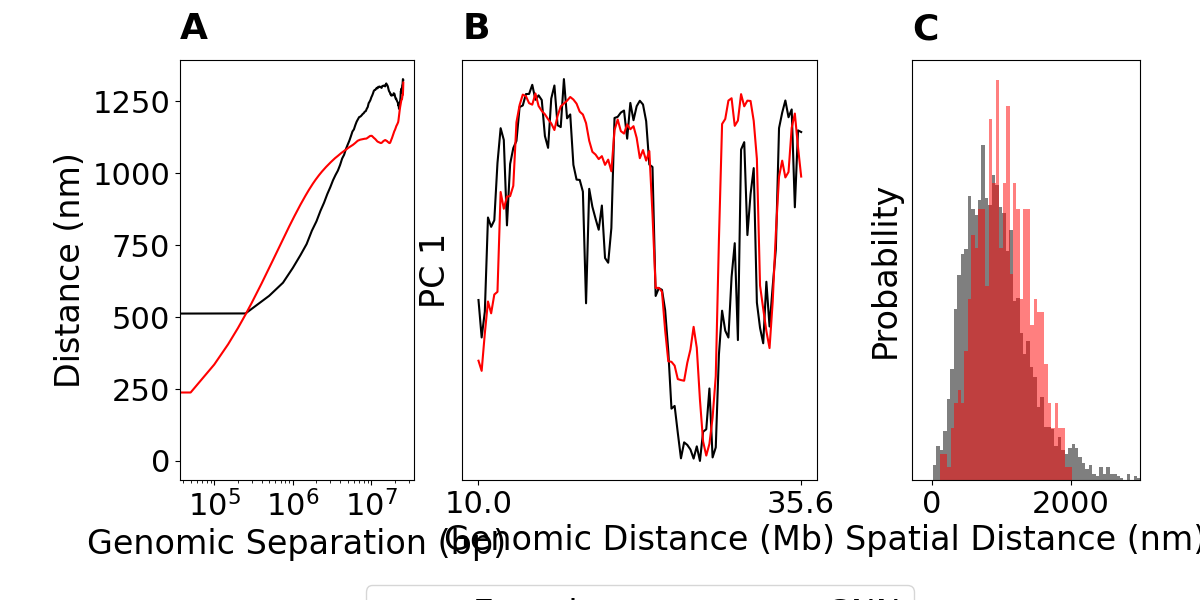 A
B
C
Distance (nm)
1250
1000
750
500
250
0
10^5
10^6
10^7
Genomic Separation (bp)
PC 1
10.0
35.6
Genomic Distance (Mb)
Probability
0
2000
Spatial Distance (nm)